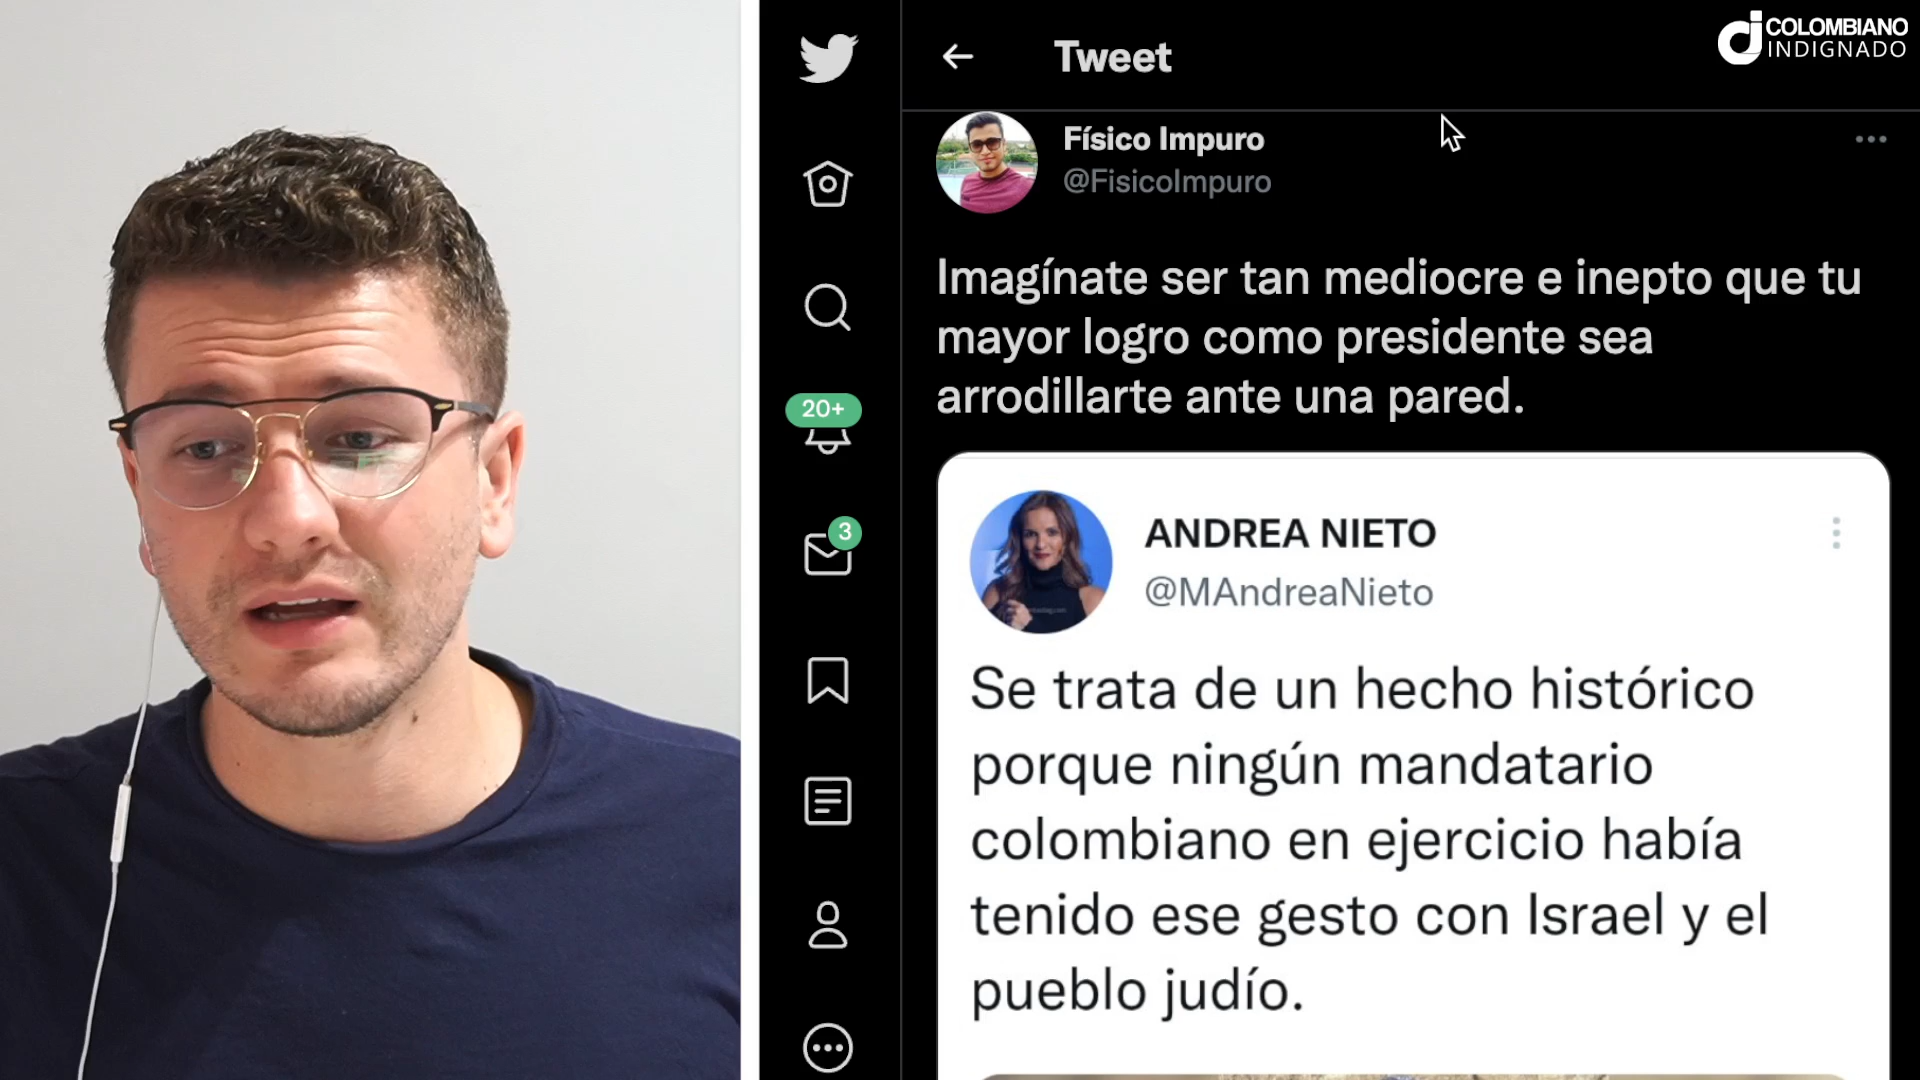 COLOMBIANO
INDIGNADO
Tweet
Físico Impuro
@FisicoImpuro
Imagínate ser tan mediocre e inepto que tu
mayor logro como presidente sea
arrodillarte ante una pared.
20+
3
ANDREA NIETO
@MAndreaNieto
Se trata de un hecho histórico
porque ningún mandatario
colombiano en ejercicio había
tenido ese gesto con Israel y el
pueblo judío.